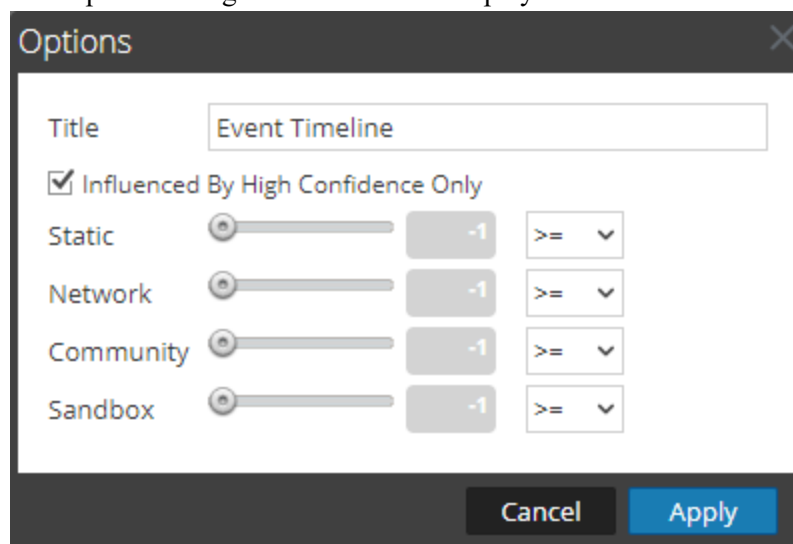 Options
Title Event Timeline
Influenced By High Confidence Only
Static -1 >=
Network -1 >=
Community -1 >=
Sandbox -1 >=
Cancel Apply